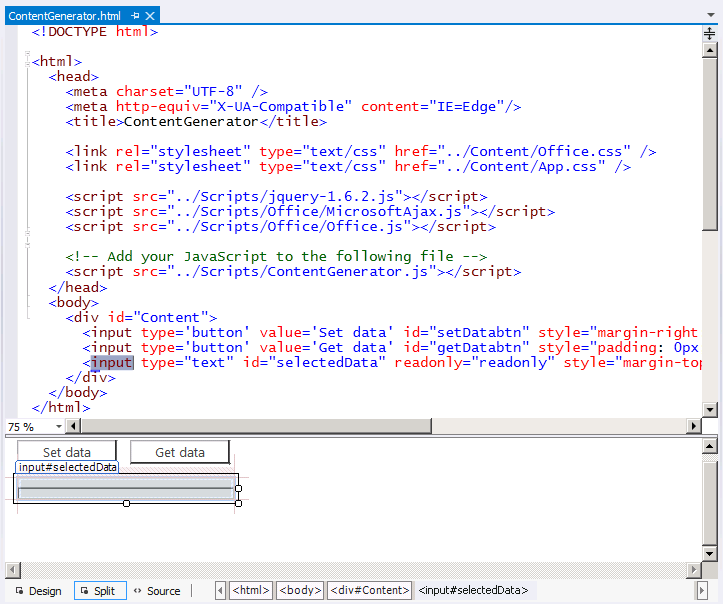 ContentGenerator.html
<!DOCTYPE html>
<html>
<head>
<meta charset="UTF-8" />
<meta http-equiv="X-UA-Compatible" content="IE=Edge"/>
<title>ContentGenerator</title>
<link rel="stylesheet" type="text/css" href="../Content/Office.css" />
<link rel="stylesheet" type="text/css" href="../Content/App.css" />
<script src="../Scripts/jquery-1.6.2.js"></script>
<script src="../Scripts/Office/MicrosoftAjax.js"></script>
<script src="../Scripts/Office/Office.js"></script>
<!-- Add your JavaScript to the following file -->
<script src="../Scripts/ContentGenerator.js"></script>
</head>
<body>
<div id="Content">
<input type='button' value='Set data' id="setDatabtn" style="margin-right
<input type='button' value='Get data' id="getDatabtn" style="padding: 0px
<input type="text" id="selectedData" readonly="readonly" style="margin-top
</div>
</body>
</html>
75 %
Set data Get data
input#selectedData
Design Split Source <html> <body> <div#Content> <input#selectedData>